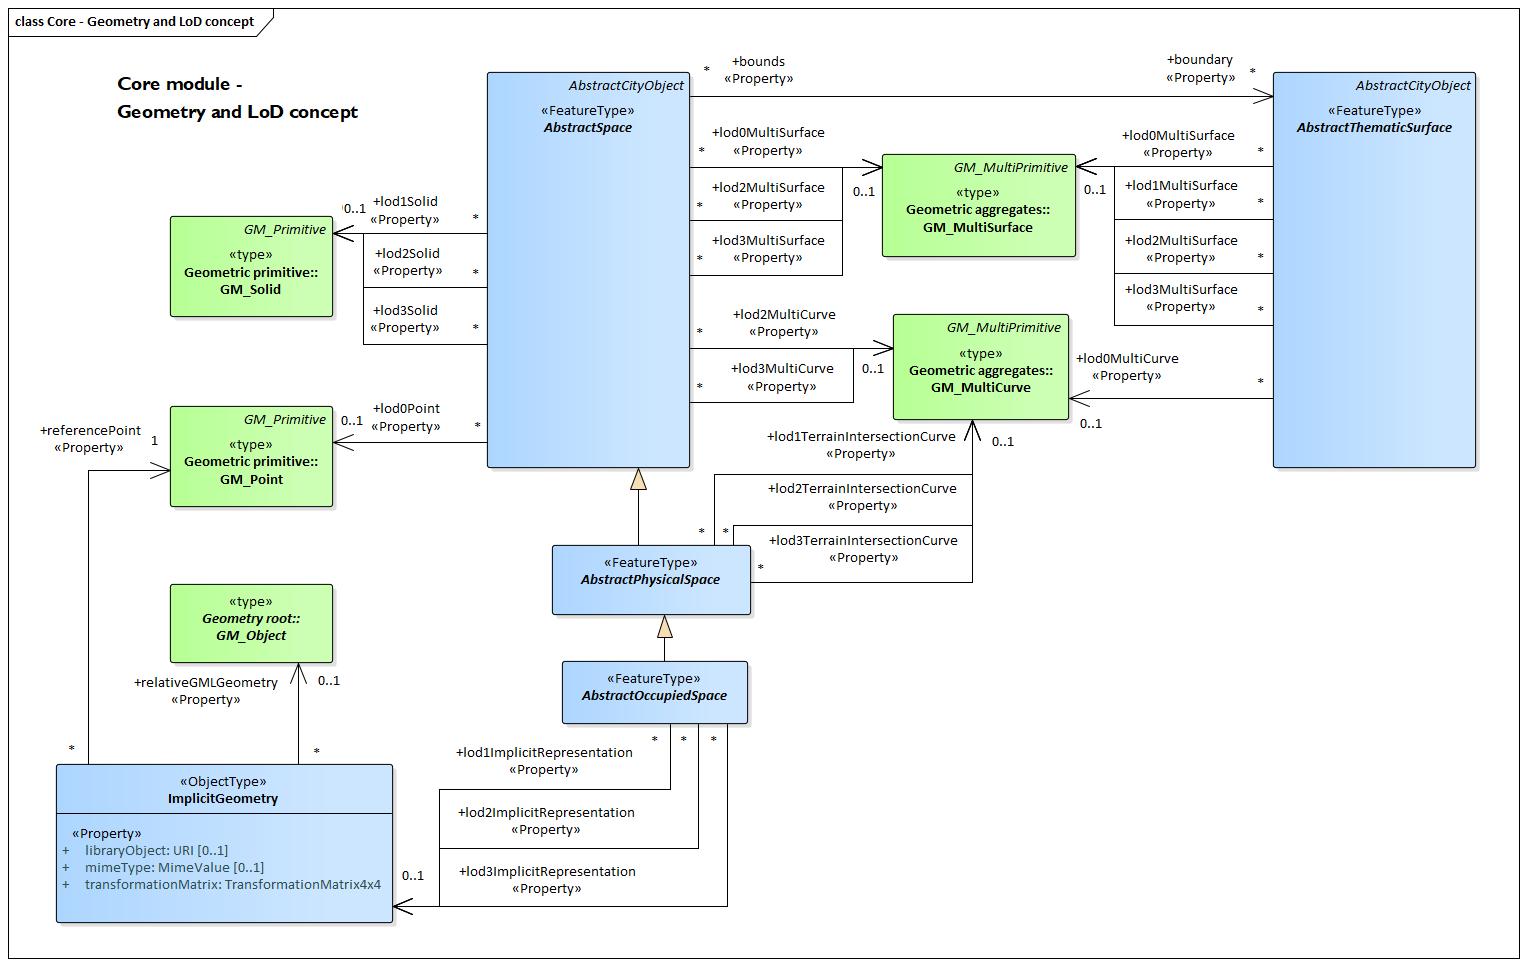 class Core - Geometry and LoD concept
Core module -
Geometry and LoD concept
AbstractCityObject
«FeatureType»
AbstractSpace
* +bounds
«Property»
+boundary
«Property» *
AbstractCityObject
«FeatureType»
AbstractThematicSurface
+lod0MultiSurface
* «Property»
+lod2MultiSurface
* «Property»
+lod3MultiSurface
* «Property»
0..1
GM_MultiPrimitive
«type»
Geometric aggregates::
GM_MultiSurface
0..1
+lod0MultiSurface
«Property» *
+lod1MultiSurface
«Property» *
+lod2MultiSurface
«Property» *
+lod3MultiSurface
«Property» *
0..1 +lod1Solid
«Property» *
+lod2Solid
«Property» *
+lod3Solid
«Property» *
GM_Primitive
«type»
Geometric primitive::
GM_Solid
+lod2MultiCurve
* «Property»
+lod3MultiCurve
* «Property»
0..1
GM_MultiPrimitive
«type»
Geometric aggregates::
GM_MultiCurve
+lod0MultiCurve
«Property» *
0..1
+lod0Point
0..1 «Property» *
GM_Primitive
«type»
Geometric primitive::
GM_Point
+referencePoint
«Property» 1
+lod1TerrainIntersectionCurve
«Property»
0..1
+lod2TerrainIntersectionCurve
«Property»
* *
+lod3TerrainIntersectionCurve
«Property»
*
«FeatureType»
AbstractPhysicalSpace
«type»
Geometry root::
GM_Object
+relativeGMLGeometry
«Property»
0..1
*
*
«FeatureType»
AbstractOccupiedSpace
* * *
+lod1ImplicitRepresentation
«Property»
+lod2ImplicitRepresentation
«Property»
+lod3ImplicitRepresentation
«Property»
0..1
«ObjectType»
ImplicitGeometry
«Property»
+ libraryObject: URI [0..1]
+ mimeType: MimeValue [0..1]
+ transformationMatrix: TransformationMatrix4x4